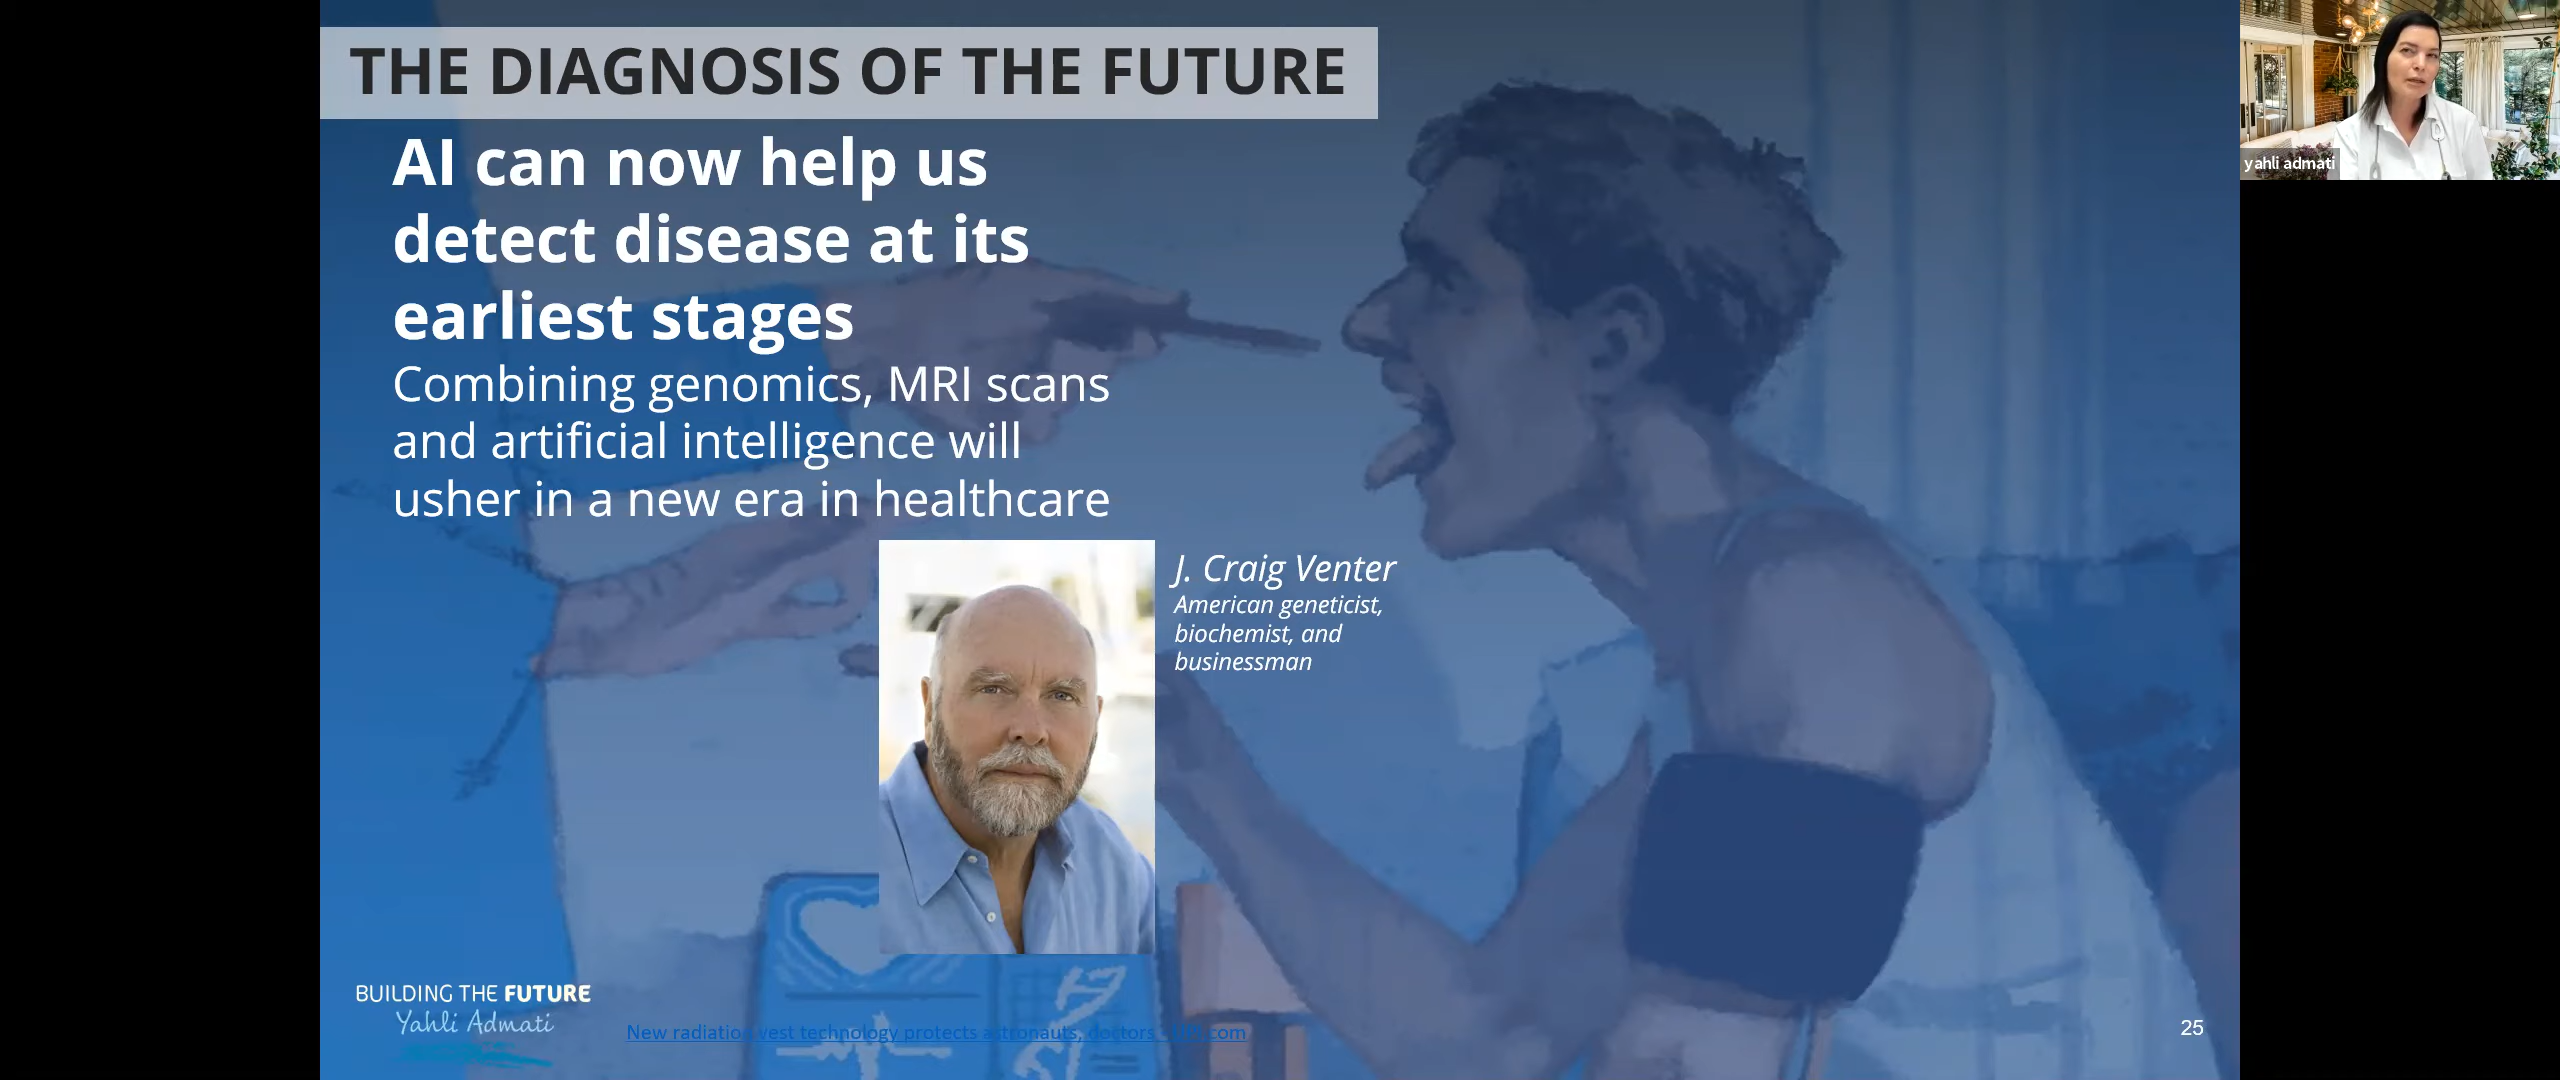 THE DIAGNOSIS OF THE FUTURE
AI can now help us
detect disease at its
earliest stages
Combining genomics, MRI scans
and artificial intelligence will
usher in a new era in healthcare
J. Craig Venter
American geneticist,
biochemist, and
businessman
BUILDING THE FUTURE
Yahli Admati
New radiation vest technology protects astronauts, doctors
25
yahli admati